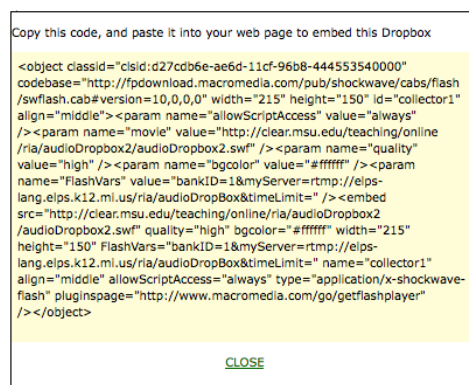 Copy this code, and paste it into your web page to embed this Dropbox
<object classid="clsid:d27cdb6e-ae6d-11cf-96b8-444553540000"
codebase="http://fpdownload.macromedia.com/pub/shockwave/cabs/flash
/swflash.cab#version=10,0,0,0" width="215" height="150" id="collector1"
align="middle"><param name="allowScriptAccess" value="always"
/><param name="movie" value="http://clear.msu.edu/teaching/online
/ria/audioDropbox2/audioDropbox2.swf" /><param name="quality"
value="high" /><param name="bgcolor" value="#ffffff" /><param
name="FlashVars" value="bankID=1&myServer=rtmp://elps-
lang.elps.k12.mi.us/ria/audioDropBox&timeLimit=" /><embed
src="http://clear.msu.edu/teaching/online/ria/audioDropbox2
/audioDropbox2.swf" quality="high" bgcolor="#ffffff" width="215"
height="150" FlashVars="bankID=1&myServer=rtmp://elps-
lang.elps.k12.mi.us/ria/audioDropBox&timeLimit=" name="collector1"
align="middle" allowScriptAccess="always" type="application/x-shockwave-
flash" pluginspage="http://www.macromedia.com/go/getflashplayer"
/></object>
CLOSE